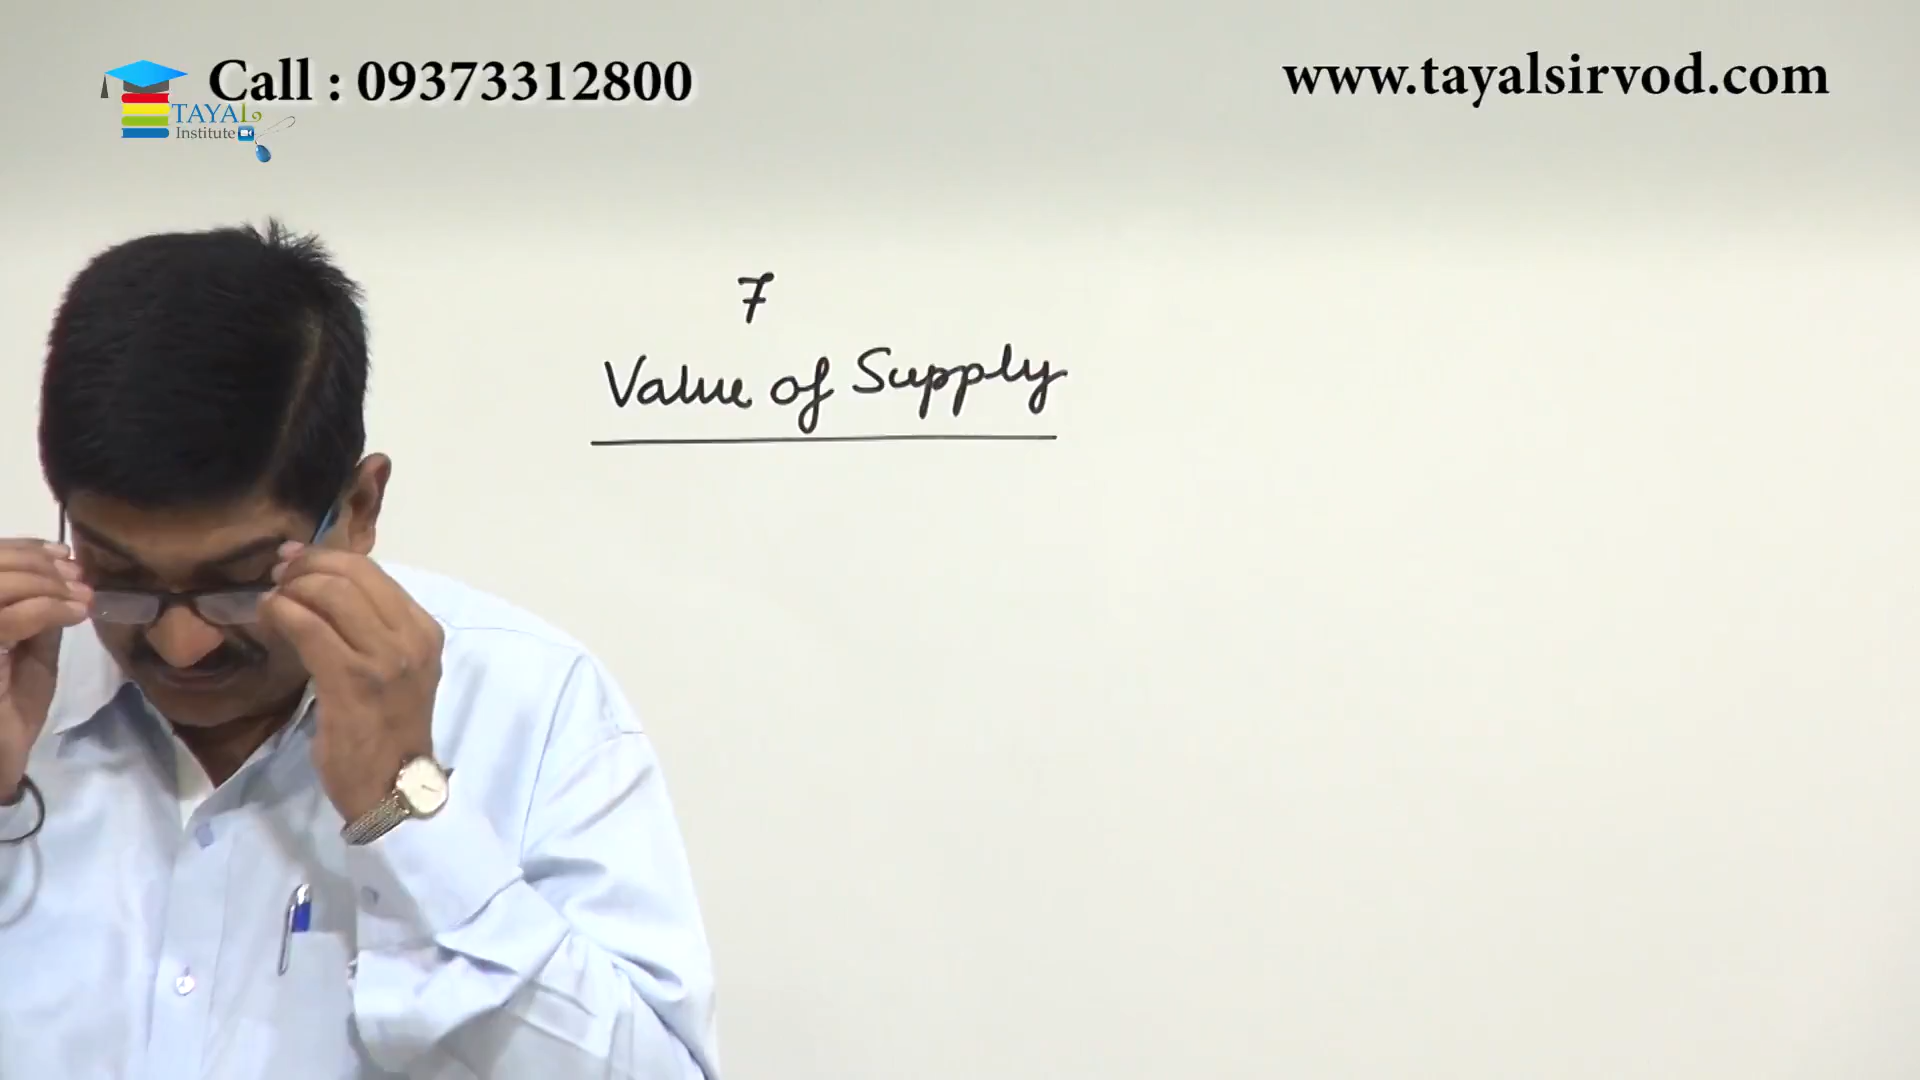 Call : 09373312800
www.tayalsirvod.com
TAYAL
Institute
7
Value of Supply